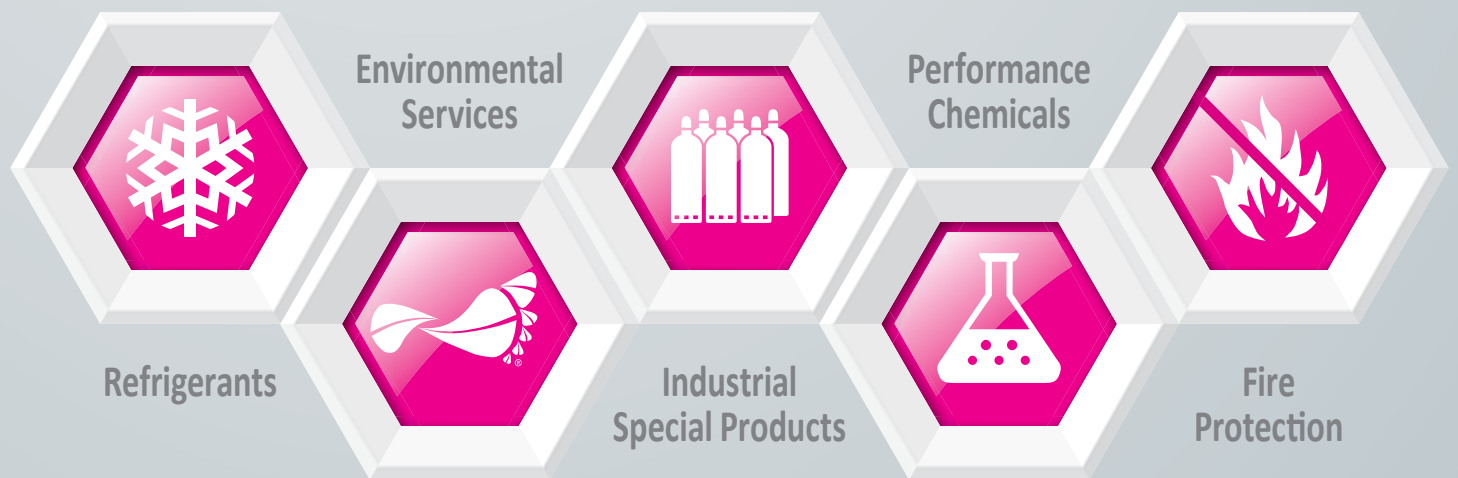 Environmental
Services
Performance
Chemicals
®
Refrigerants
Industrial
Special Products
Fire
Protection